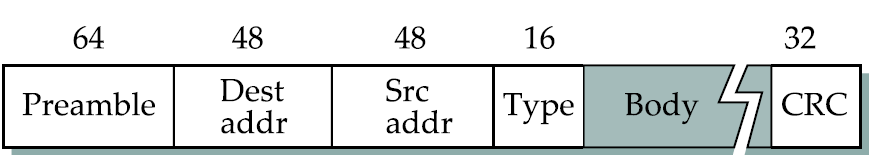 64 48 48 16 32
Preamble Dest addr Src addr Type Body CRC